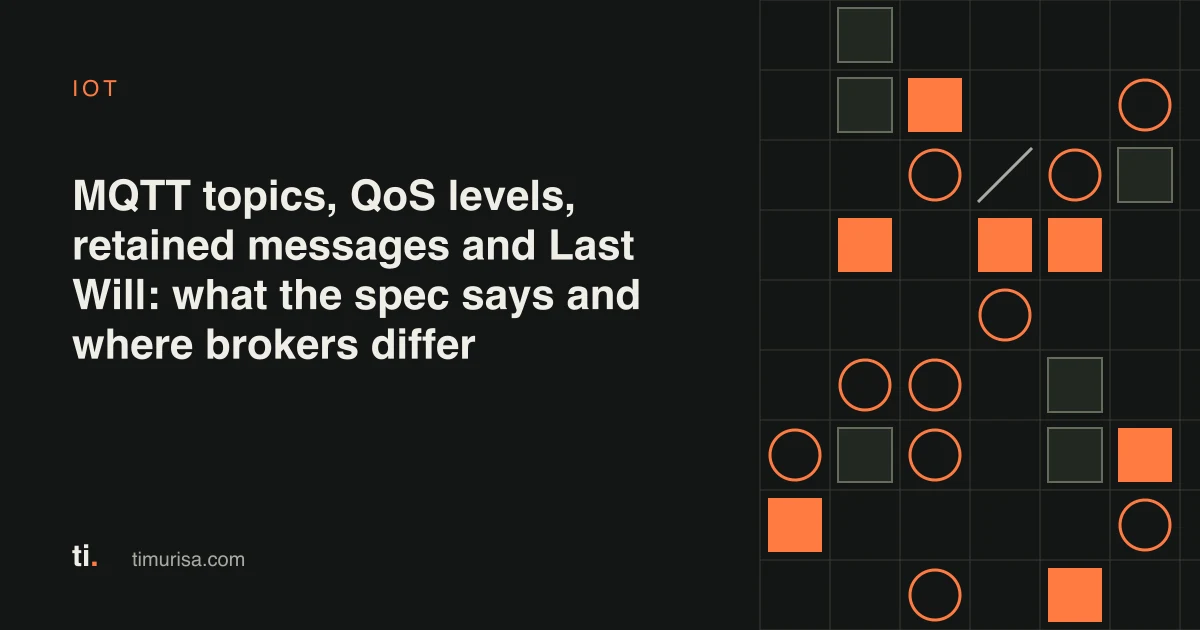 IOT
MQTT topics, QoS levels,
retained messages and Last
Will: what the spec says and
where brokers differ
ti.
timurisa.com